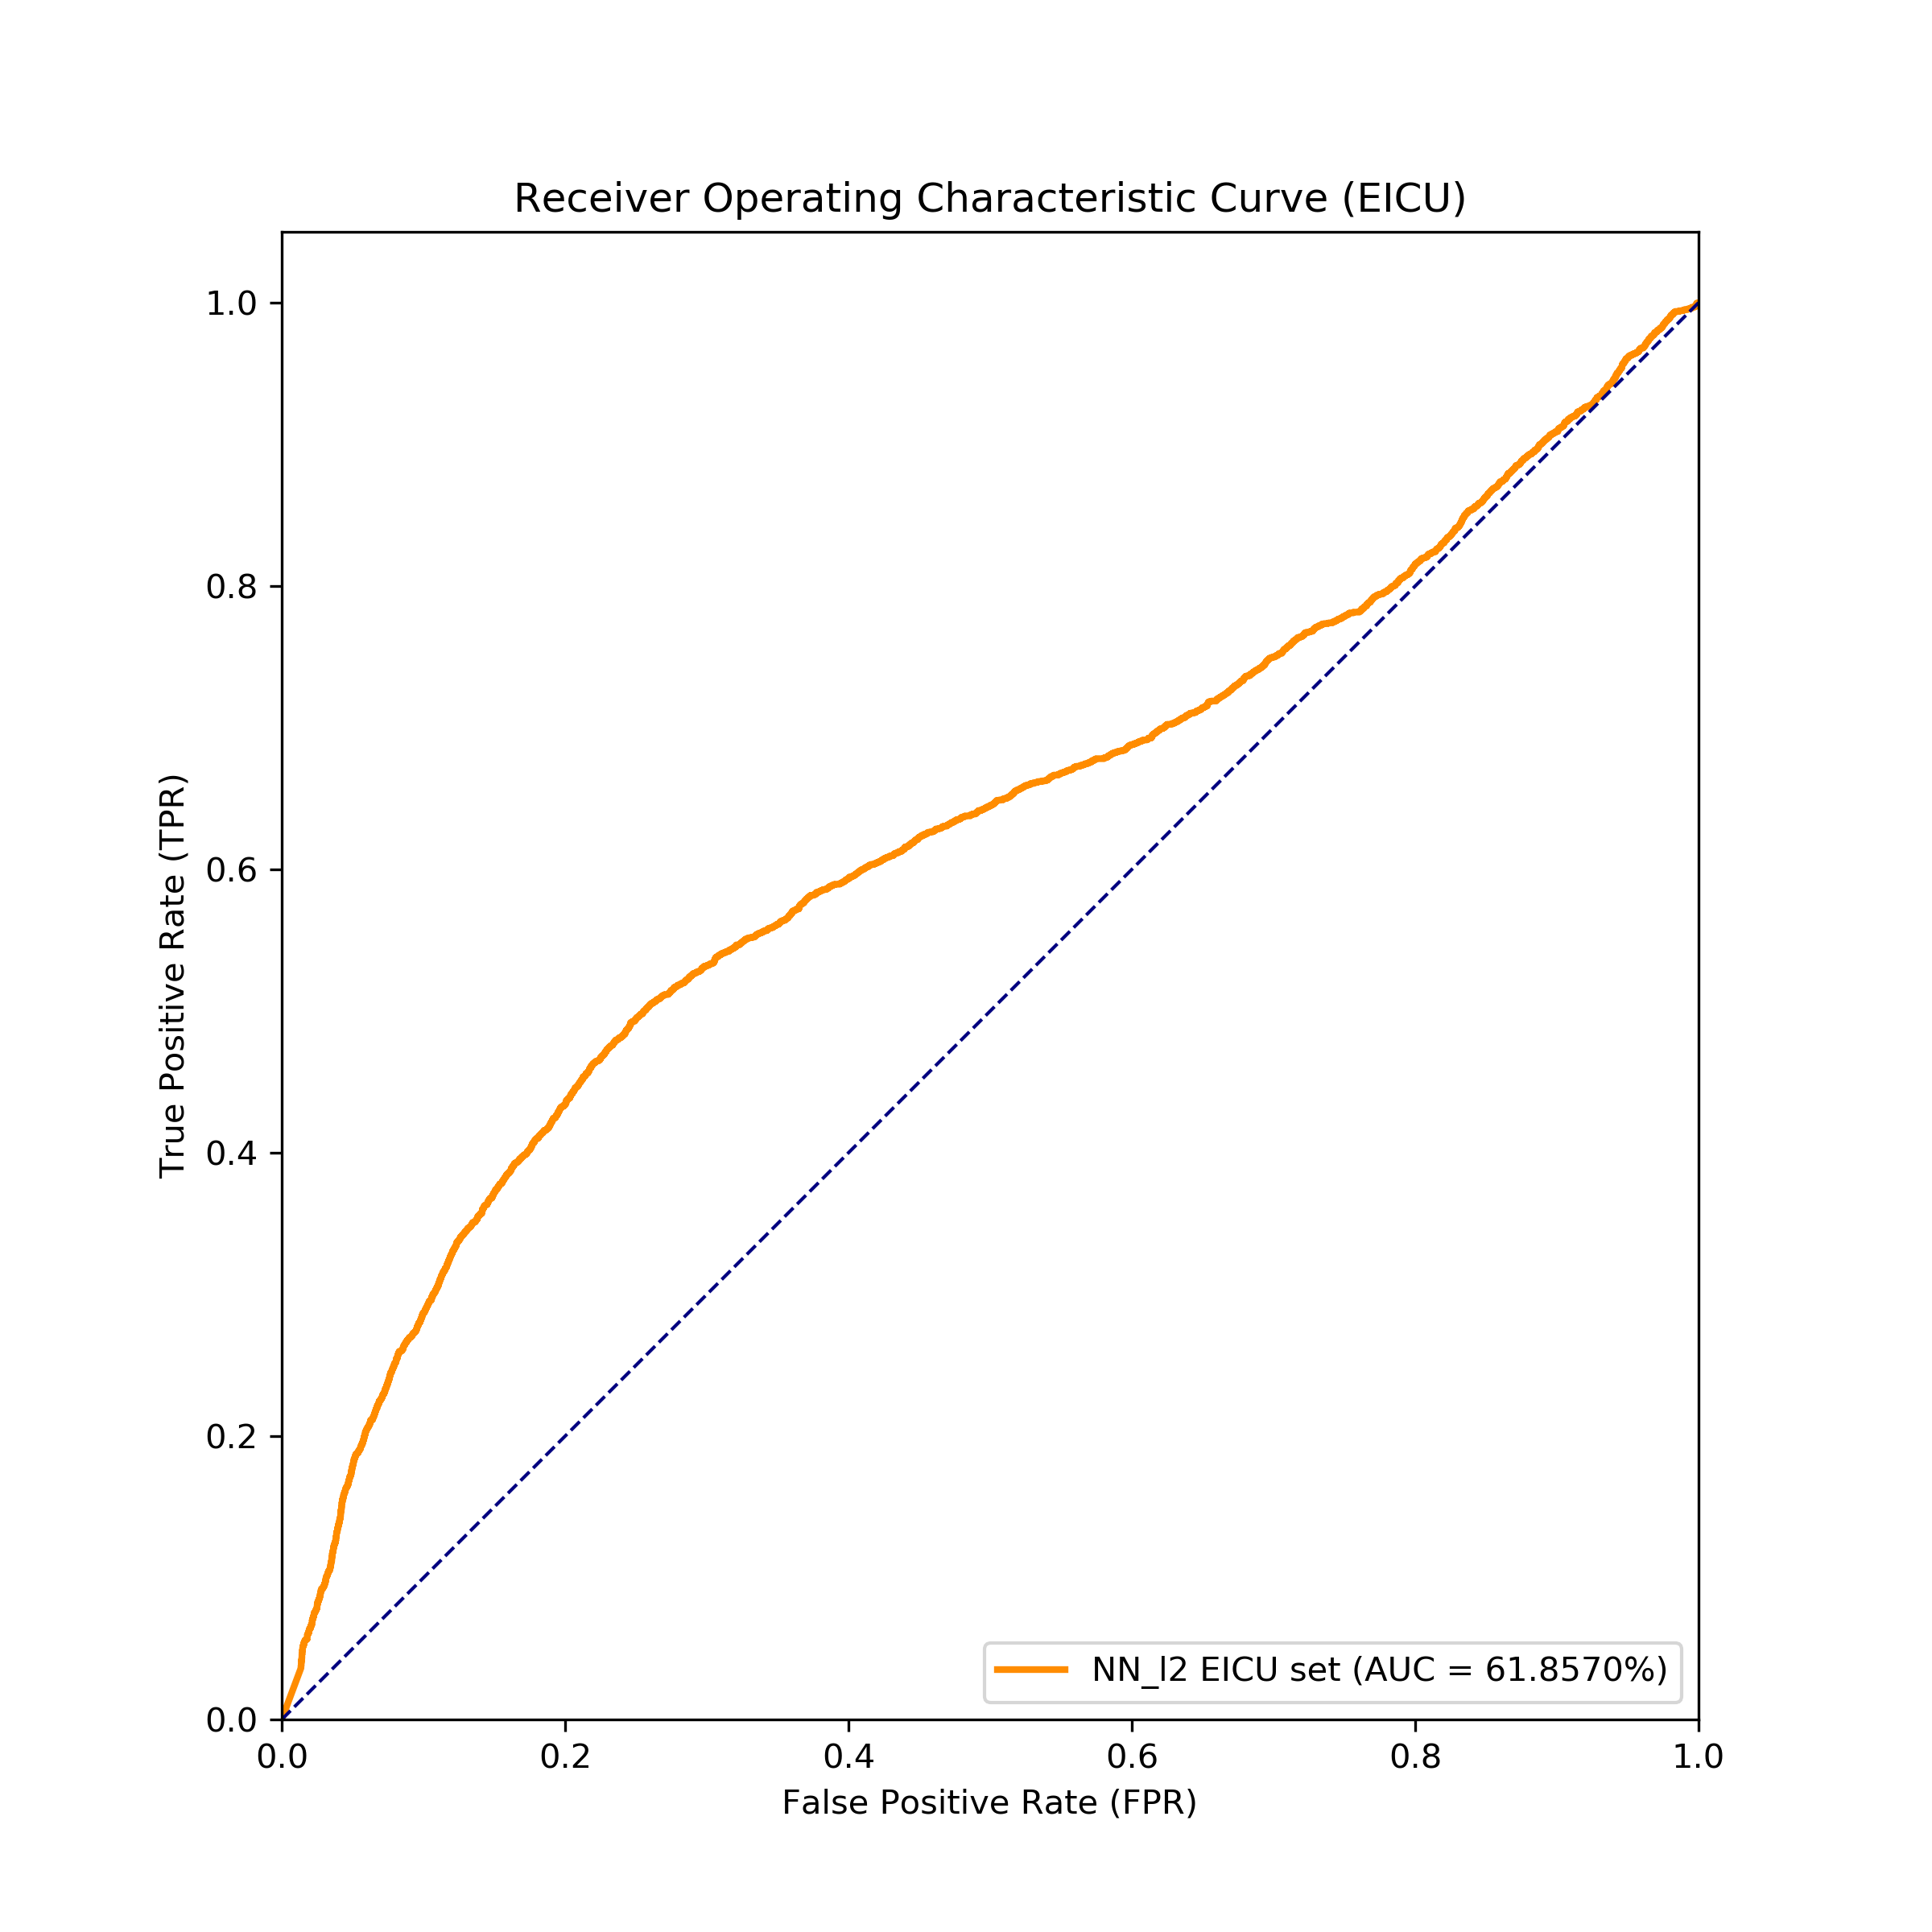 Receiver Operating Characteristic Curve (EICU)
True Positive Rate (TPR)
1.0
0.8
0.6
0.4
0.2
0.0
NN_l2 EICU set (AUC = 61.8570%)
0.0 0.2 0.4 0.6 0.8 1.0
False Positive Rate (FPR)